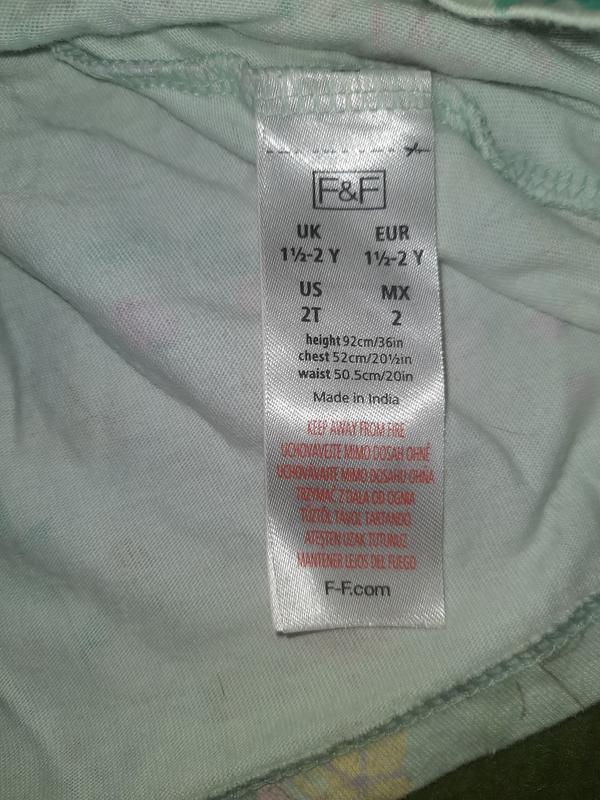 F&F
UK EUR
1½-2 Y 1½-2 Y
US MX
2T 2
height 92cm/36in
chest 52cm/20½in
waist 50.5cm/20in
Made in India
KEEP AWAY FROM FIRE
UCHOVÁVEJTE MIMO DOSAH OHNĚ
UCHOVÁVAJTE MIMO DOSAHU OHŇA
TRZYMAĆ Z DALA OD OGNIA
TŰZTŐL TÁVOL TARTANDÓ
ATEŞTEN UZAK TUTUNUZ
MANTENER LEJOS DEL FUEGO
F-F.com